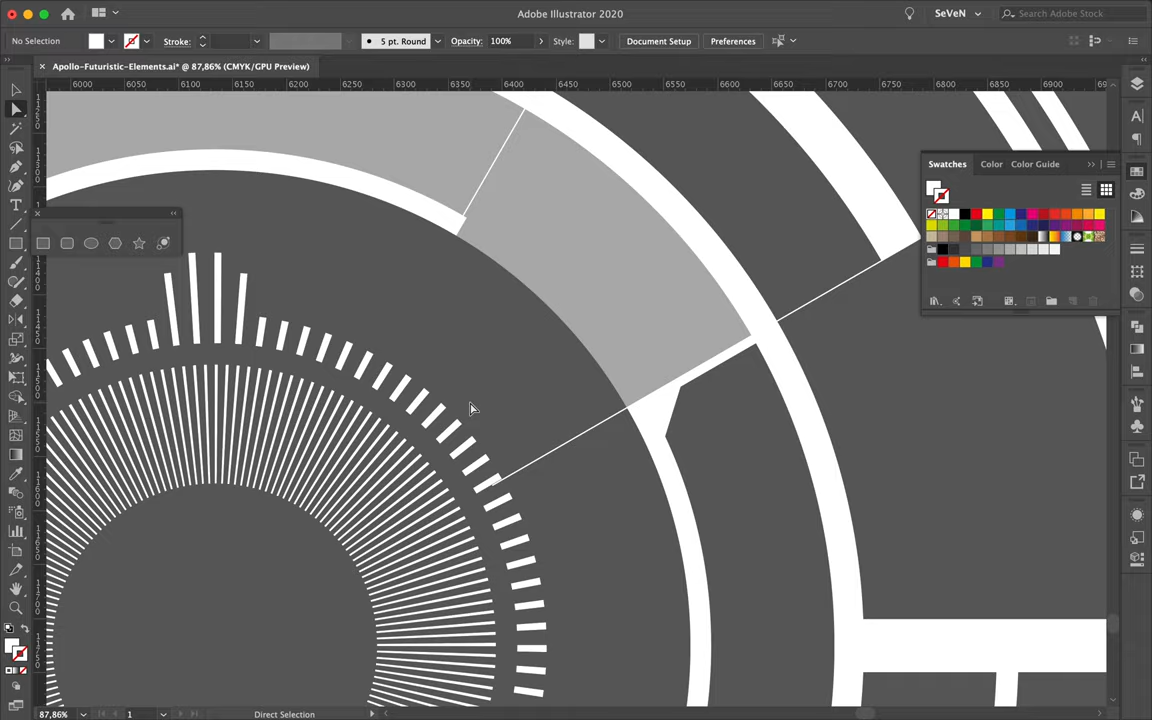 Adobe Illustrator 2020
SeVeN
Search Adobe Stock
No Selection
Stroke:
5 pt. Round
Opacity: 100%
Style:
Document Setup
Preferences
Apollo-Futuristic-Elements.ai* @ 87,86% (CMYK/GPU Preview)
6000 6050 6100 6150 6200 6250 6300 6350 6400 6450 6500 6550 6600 6650 6700 6750 6800 6850 6900 69
Swatches Color Color Guide
87,86%
1
Direct Selection